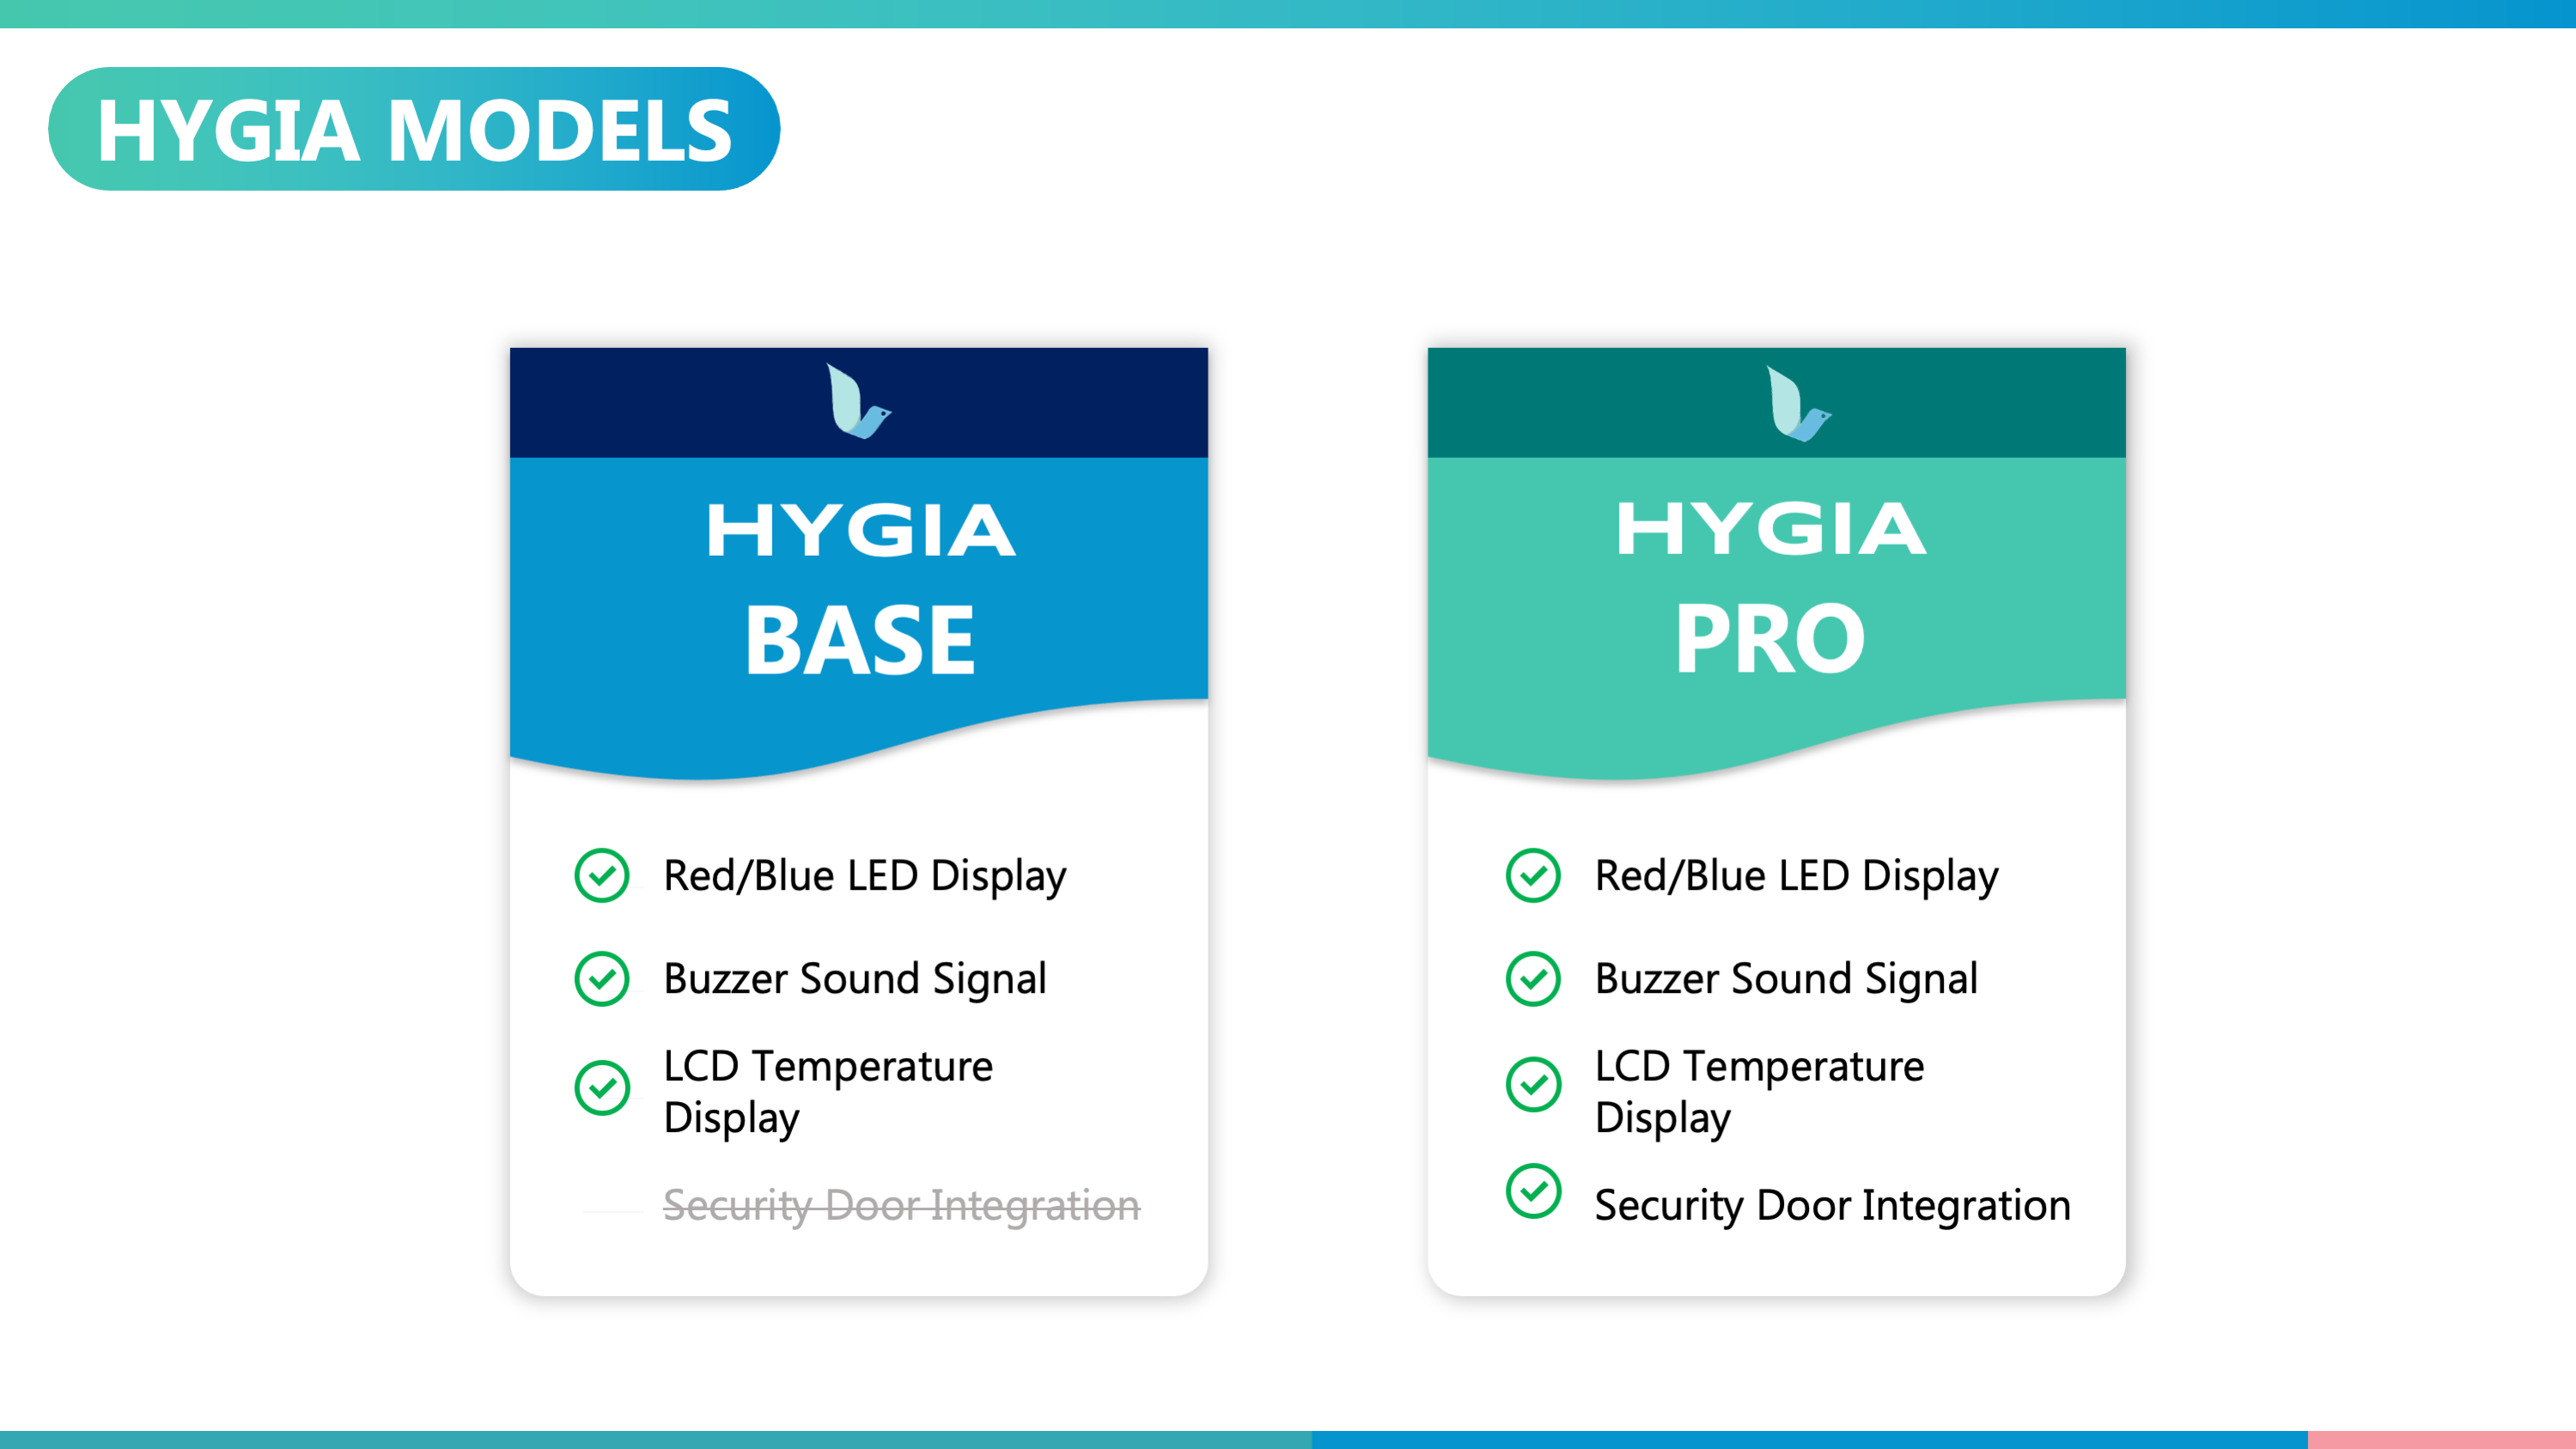 HYGIA MODELS
HYGIA
BASE
Red/Blue LED Display
Buzzer Sound Signal
LCD Temperature
Display
Security Door Integration
HYGIA
PRO
Red/Blue LED Display
Buzzer Sound Signal
LCD Temperature
Display
Security Door Integration